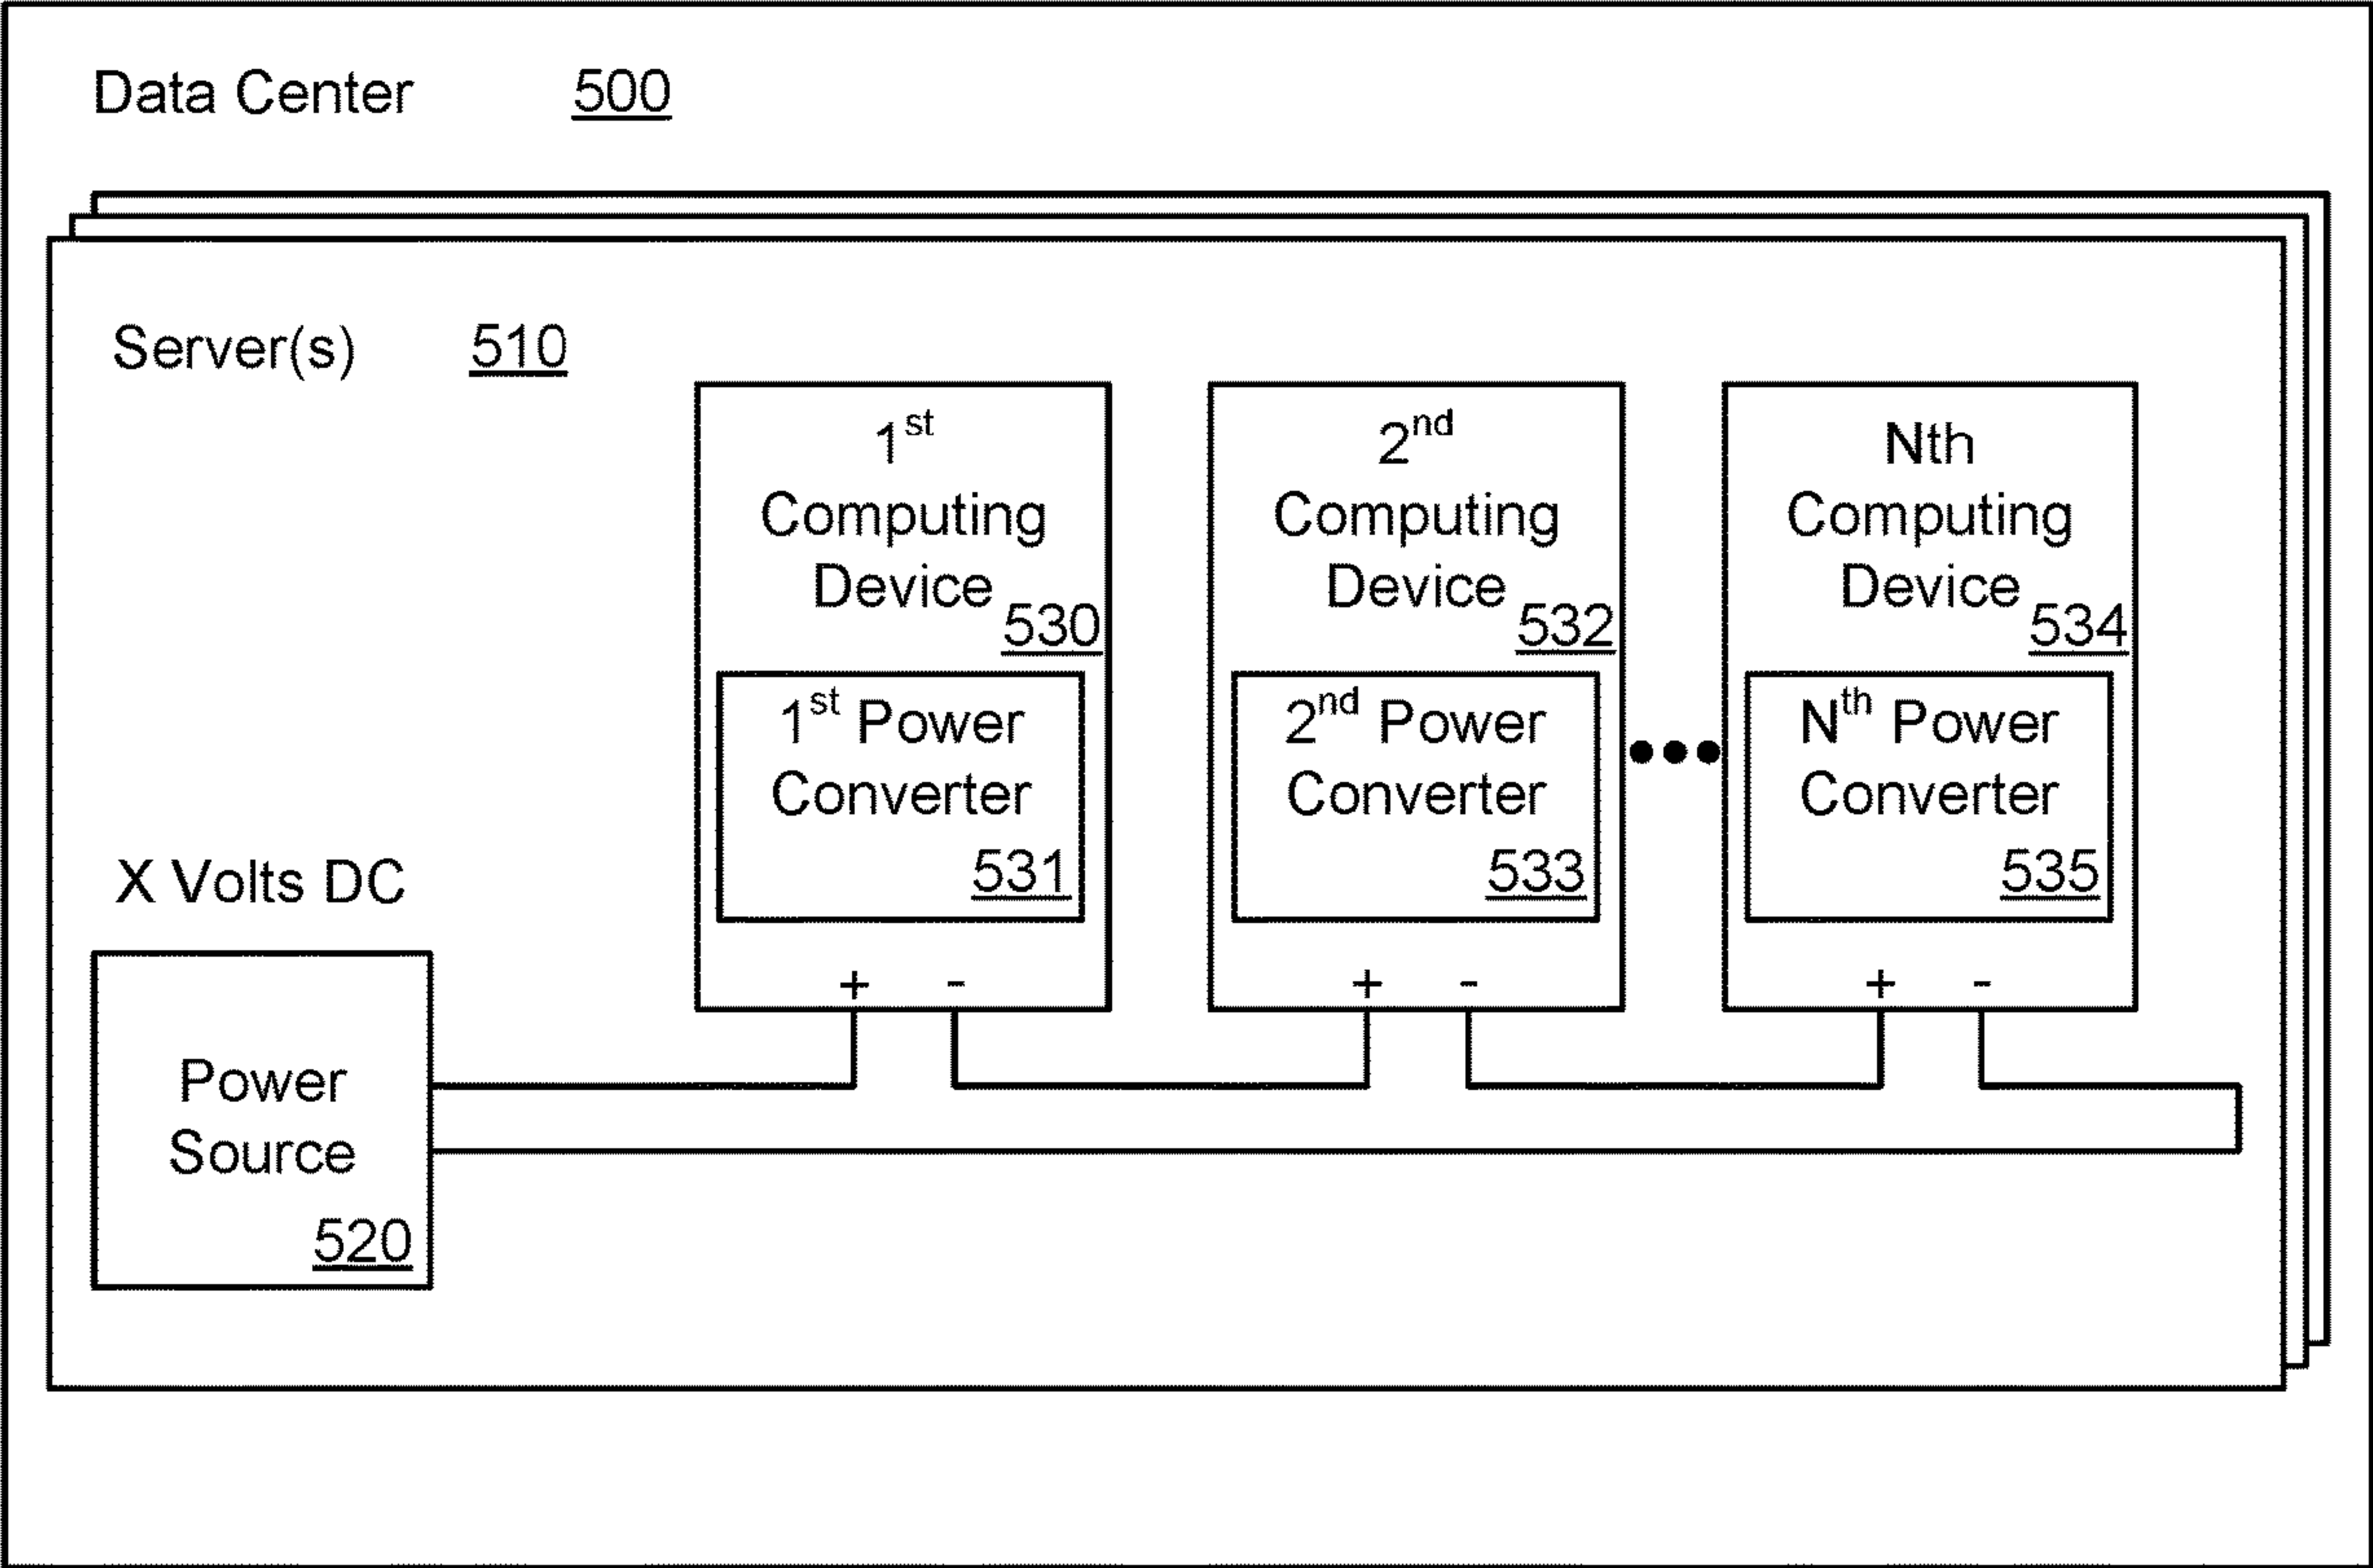 Data Center 500
Server(s) 510
1st
Computing
Device 530
1st Power
Converter
531
+ -
2nd
Computing
Device 532
2nd Power
Converter
533
+ -
Nth
Computing
Device 534
Nth Power
Converter
535
+ -
X Volts DC
Power
Source
520